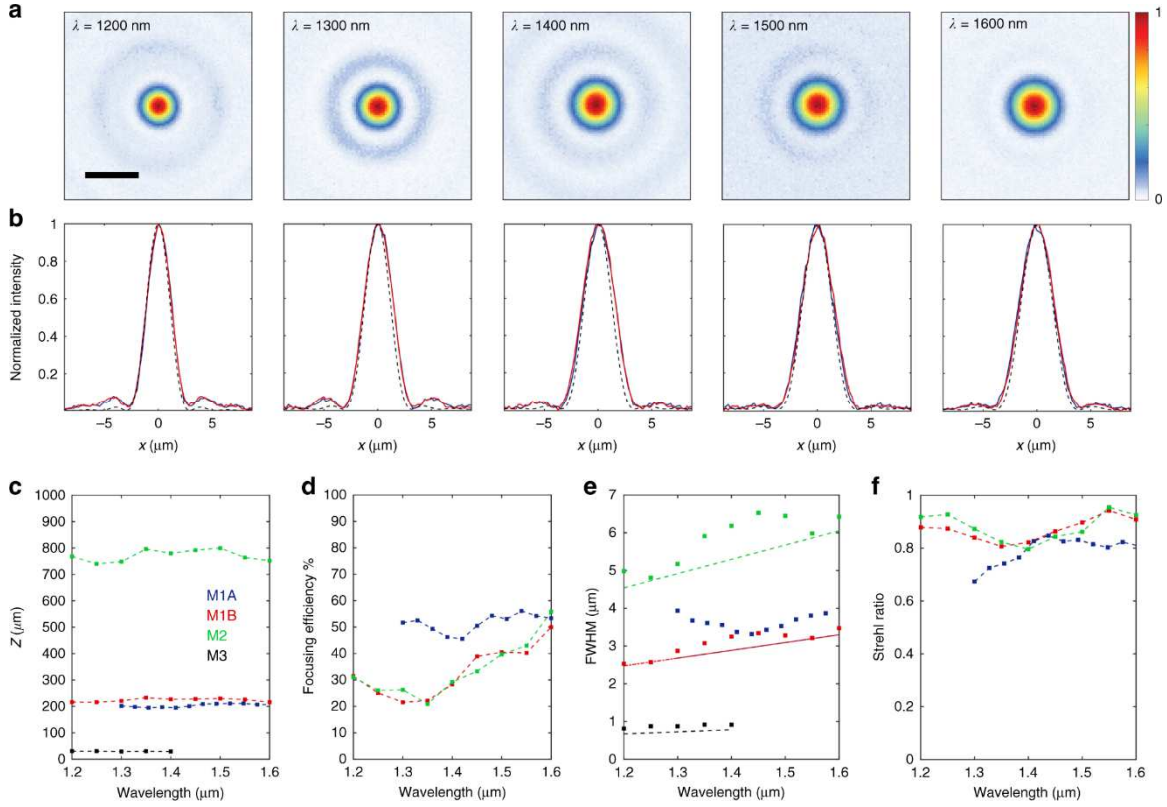 a
λ = 1200 nm λ = 1300 nm λ = 1400 nm λ = 1500 nm λ = 1600 nm
1
0
b
Normalized intensity
1
0.8
0.6
0.4
0.2
–5 0 5 –5 0 5 –5 0 5 –5 0 5 –5 0 5
x (μm) x (μm) x (μm) x (μm) x (μm)
c
Z (μm)
1000
900
800
700
600
500
400
300
200
100
0
M1A
M1B
M2
M3
1.2 1.3 1.4 1.5 1.6
Wavelength (μm)
d
Focusing efficiency %
100
90
80
70
60
50
40
30
20
10
0
1.2 1.3 1.4 1.5 1.6
Wavelength (μm)
e
FWHM (μm)
7
6
5
4
3
2
1
0
1.2 1.3 1.4 1.5 1.6
Wavelength (μm)
f
Strehl ratio
1
0.8
0.6
0.4
0.2
0
1.2 1.3 1.4 1.5 1.6
Wavelength (μm)